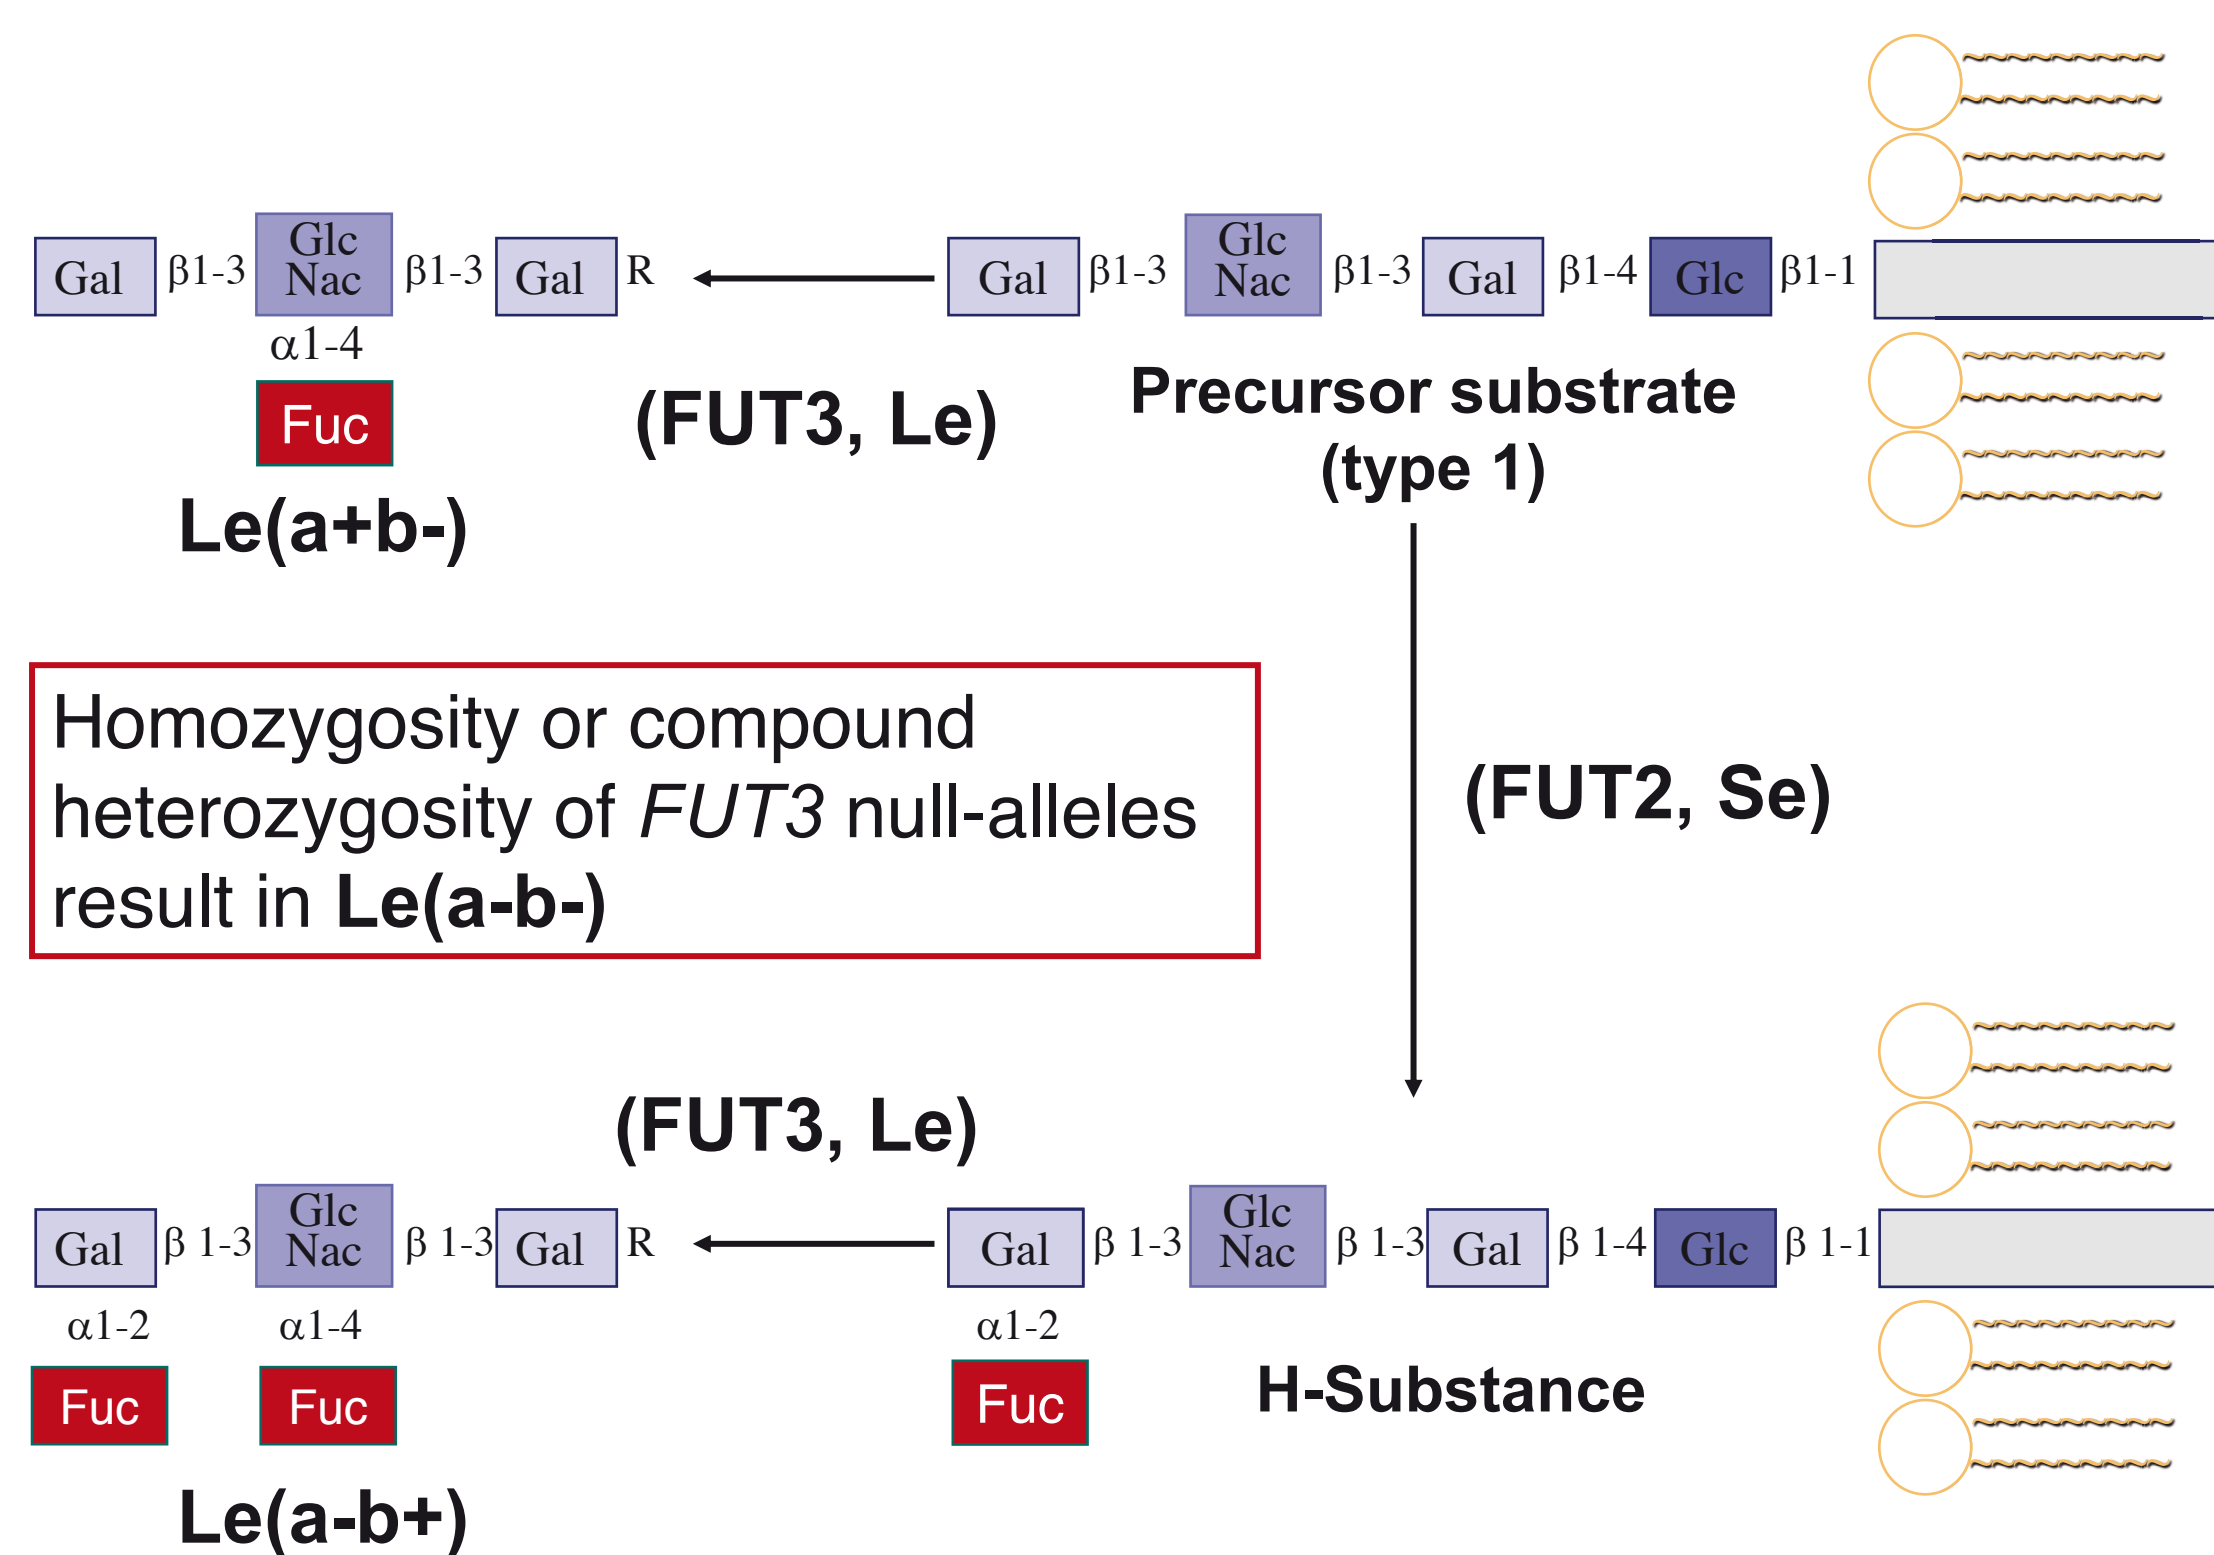 Gal β1-3 Glc Nac β1-3 Gal R
α1-4
Fuc
Le(a+b-)
(FUT3, Le)
Gal β1-3 Glc Nac β1-3 Gal β1-4 Glc β1-1
Precursor substrate
(type 1)
Homozygosity or compound
heterozygosity of FUT3 null-alleles
result in Le(a-b-)
(FUT2, Se)
(FUT3, Le)
Gal β 1-3 Glc Nac β 1-3 Gal R
α1-2 α1-4
Fuc Fuc
Le(a-b+)
Gal β 1-3 Glc Nac β 1-3 Gal β 1-4 Glc β 1-1
α1-2
Fuc
H-Substance